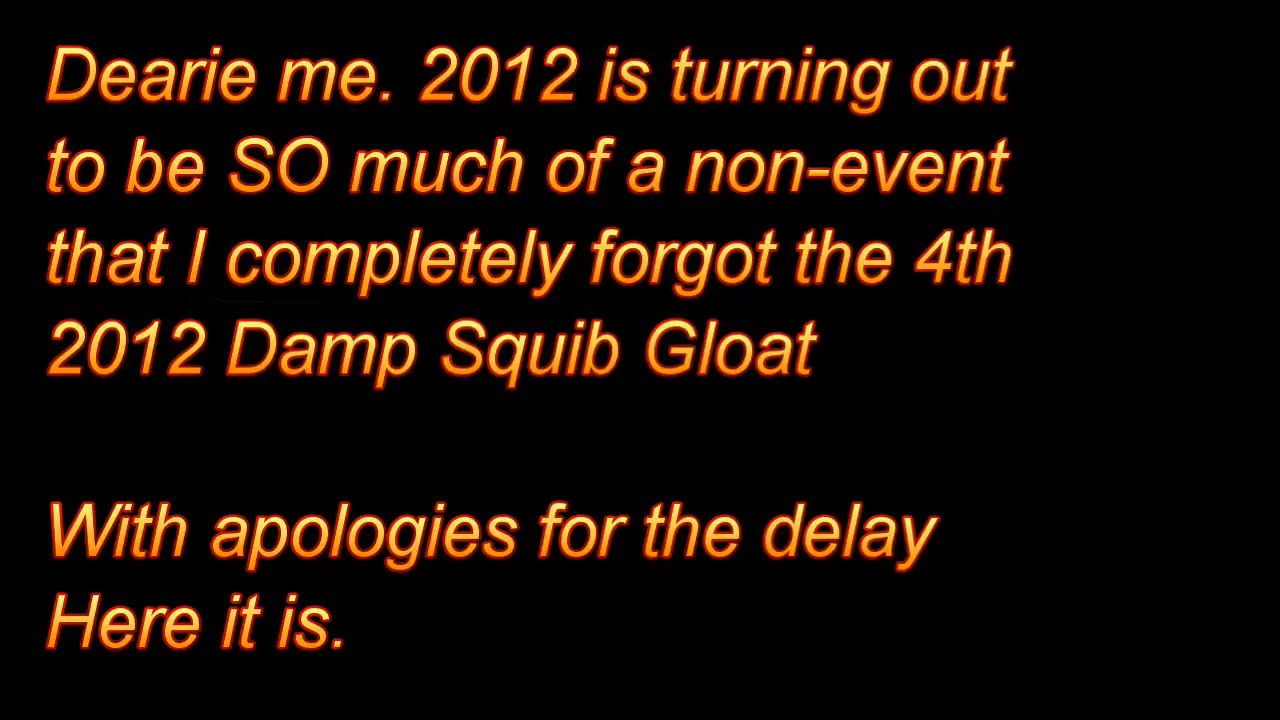 Dearie me. 2012 is turning out
to be SO much of a non-event
that I completely forgot the 4th
2012 Damp Squib Gloat
With apologies for the delay
Here it is.